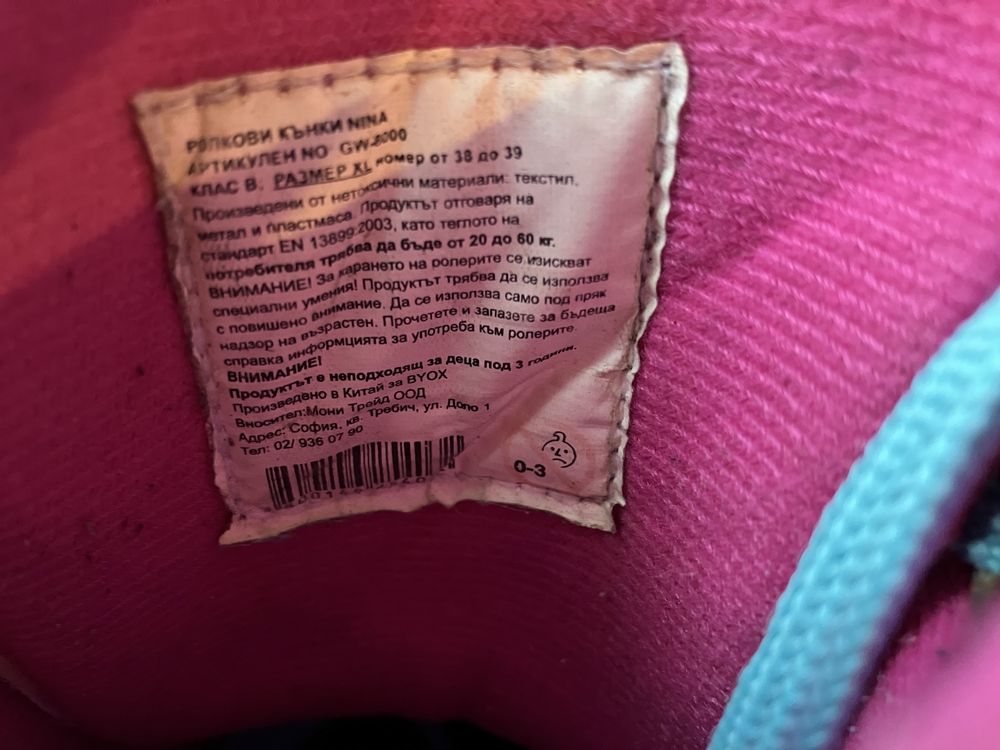 РОЛКОВИ КЪНКИ NINA
АРТИКУЛЕН NO GW-
КЛАС В: РАЗМЕР XL номер от 38 до 39
Произведени от нетоксични материали: текстил,
метал и пластмаса. Продуктът отговаря на
стандарт EN 13899:2003, като теглото на
потребителя трябва да бъде от 20 до 60 кг.
ВНИМАНИЕ! За карането на ролерите се изискват
специални умения! Продуктът трябва да се използва
с повишено внимание. Да се използва само под пряк
надзор на възрастен. Прочетете и запазете за бъдеща
справка информцията за употреба към ролерите.
ВНИМАНИЕ!
Продуктът е неподходящ за деца под 3 години.
Произведено в Китай за BYOX
Вносител:Мони Трейд ООД
Адрес: София, кв. Требич, ул. Доло 1
Тел: 02/ 936 07 90
0-3